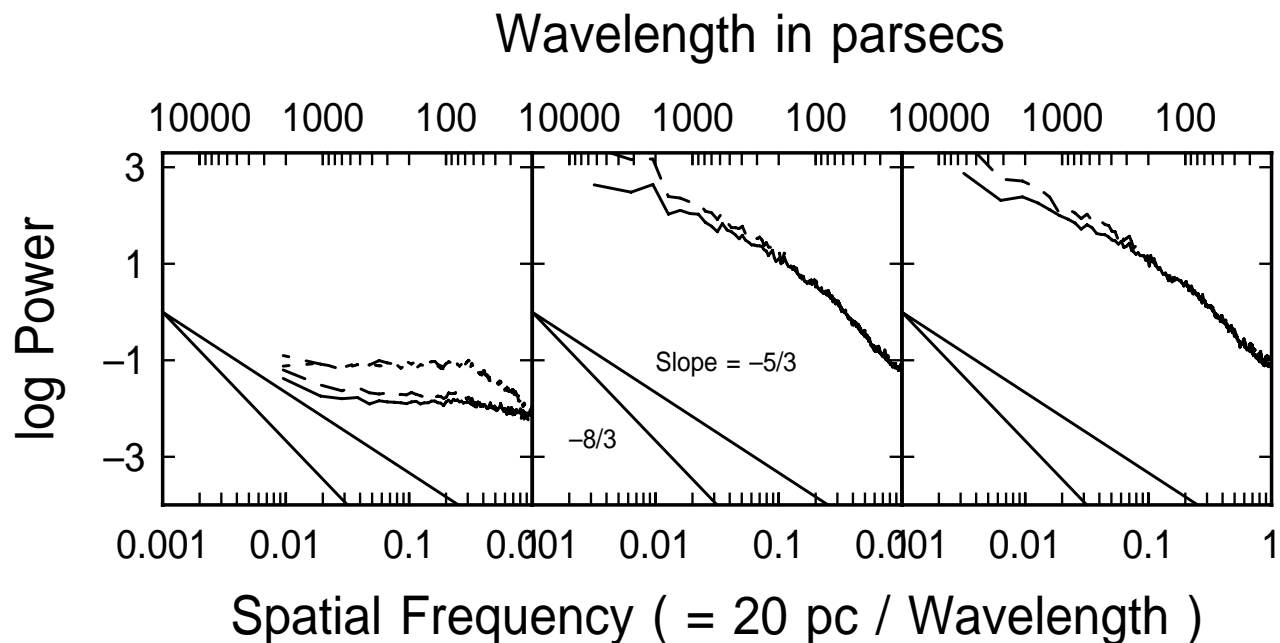 Wavelength in parsecs
10000 1000 100 10000 1000 100 10000 1000 100
3
1
−1
−3
log Power
Slope = −5/3
−8/3
0.001 0.01 0.1 0.001 0.01 0.1 0.001 0.01 0.1 1
Spatial Frequency ( = 20 pc / Wavelength )